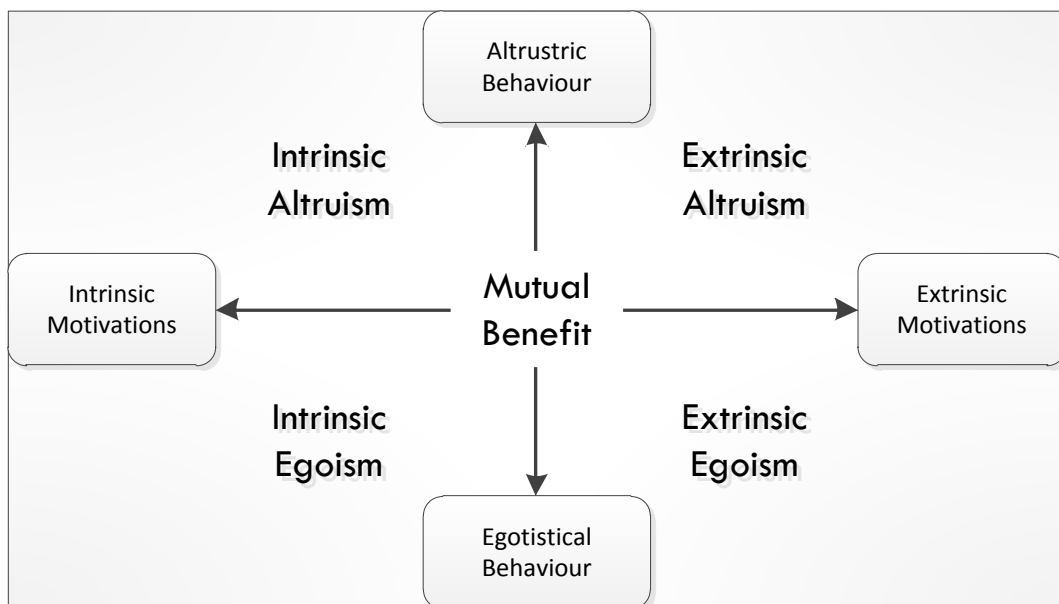 Altrustric
Behaviour
Intrinsic
Altruism
Extrinsic
Altruism
Intrinsic
Motivations
Mutual
Benefit
Extrinsic
Motivations
Intrinsic
Egoism
Extrinsic
Egoism
Egotistical
Behaviour